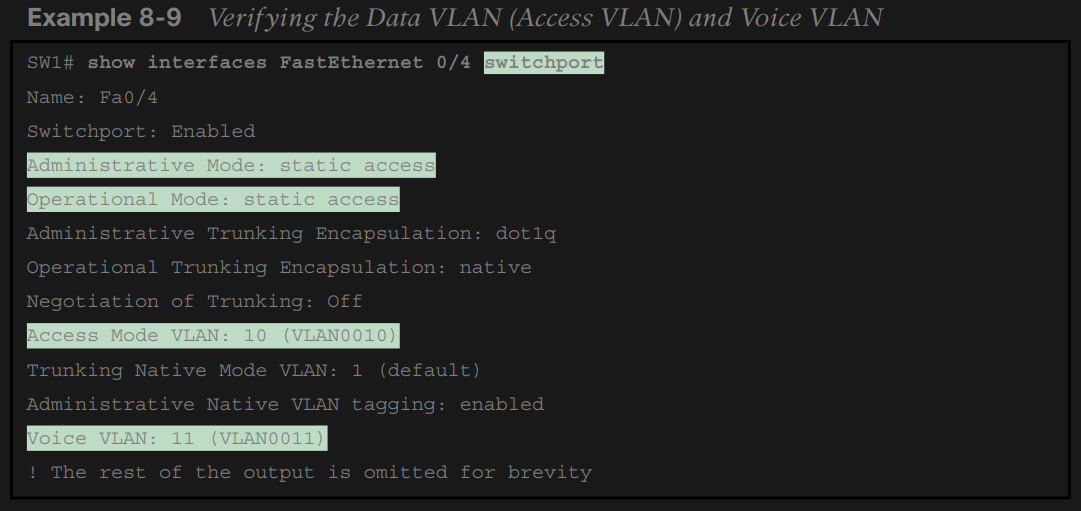 Example 8-9 Verifying the Data VLAN (Access VLAN) and Voice VLAN
SW1# show interfaces FastEthernet 0/4 switchport
Name: Fa0/4
Switchport: Enabled
Administrative Mode: static access
Operational Mode: static access
Administrative Trunking Encapsulation: dot1q
Operational Trunking Encapsulation: native
Negotiation of Trunking: Off
Access Mode VLAN: 10 (VLAN0010)
Trunking Native Mode VLAN: 1 (default)
Administrative Native VLAN tagging: enabled
Voice VLAN: 11 (VLAN0011)
! The rest of the output is omitted for brevity